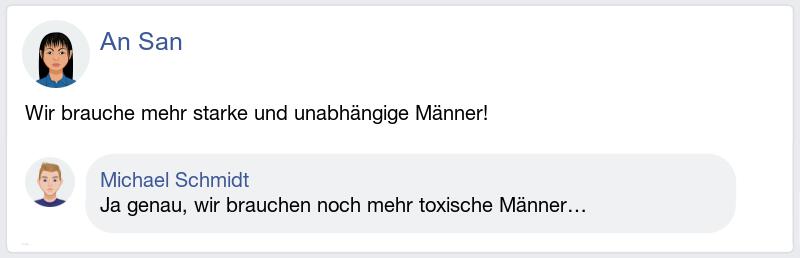 An San
Wir brauche mehr starke und unabhängige Männer!
Michael Schmidt
Ja genau, wir brauchen noch mehr toxische Männer…